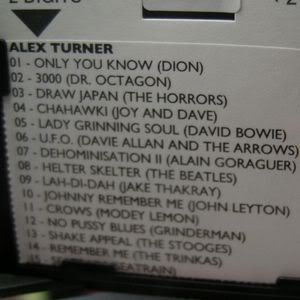 ALEX TURNER
01 - ONLY YOU KNOW (DION)
02 - 3000 (DR. OCTAGON)
03 - DRAW JAPAN (THE HORRORS)
04 - CHAHAWKI (JOY AND DAVE)
05 - LADY GRINNING SOUL (DAVID BOWIE)
06 - U.F.O. (DAVIE ALLAN AND THE ARROWS)
07 - DEHOMINISATION II (ALAIN GORAGUER)
08 - HELTER SKELTER (THE BEATLES)
09 - LAH-DI-DAH (JAKE THAKRAY)
10 - JOHNNY REMEMBER ME (JOHN LEYTON)
11 - CROWS (MODEY LEMON)
12 - NO PUSSY BLUES (GRINDERMAN)
13 - SHAKE APPEAL (THE STOOGES)
14 - REMEMBER ME (THE TRINKAS)
15 -